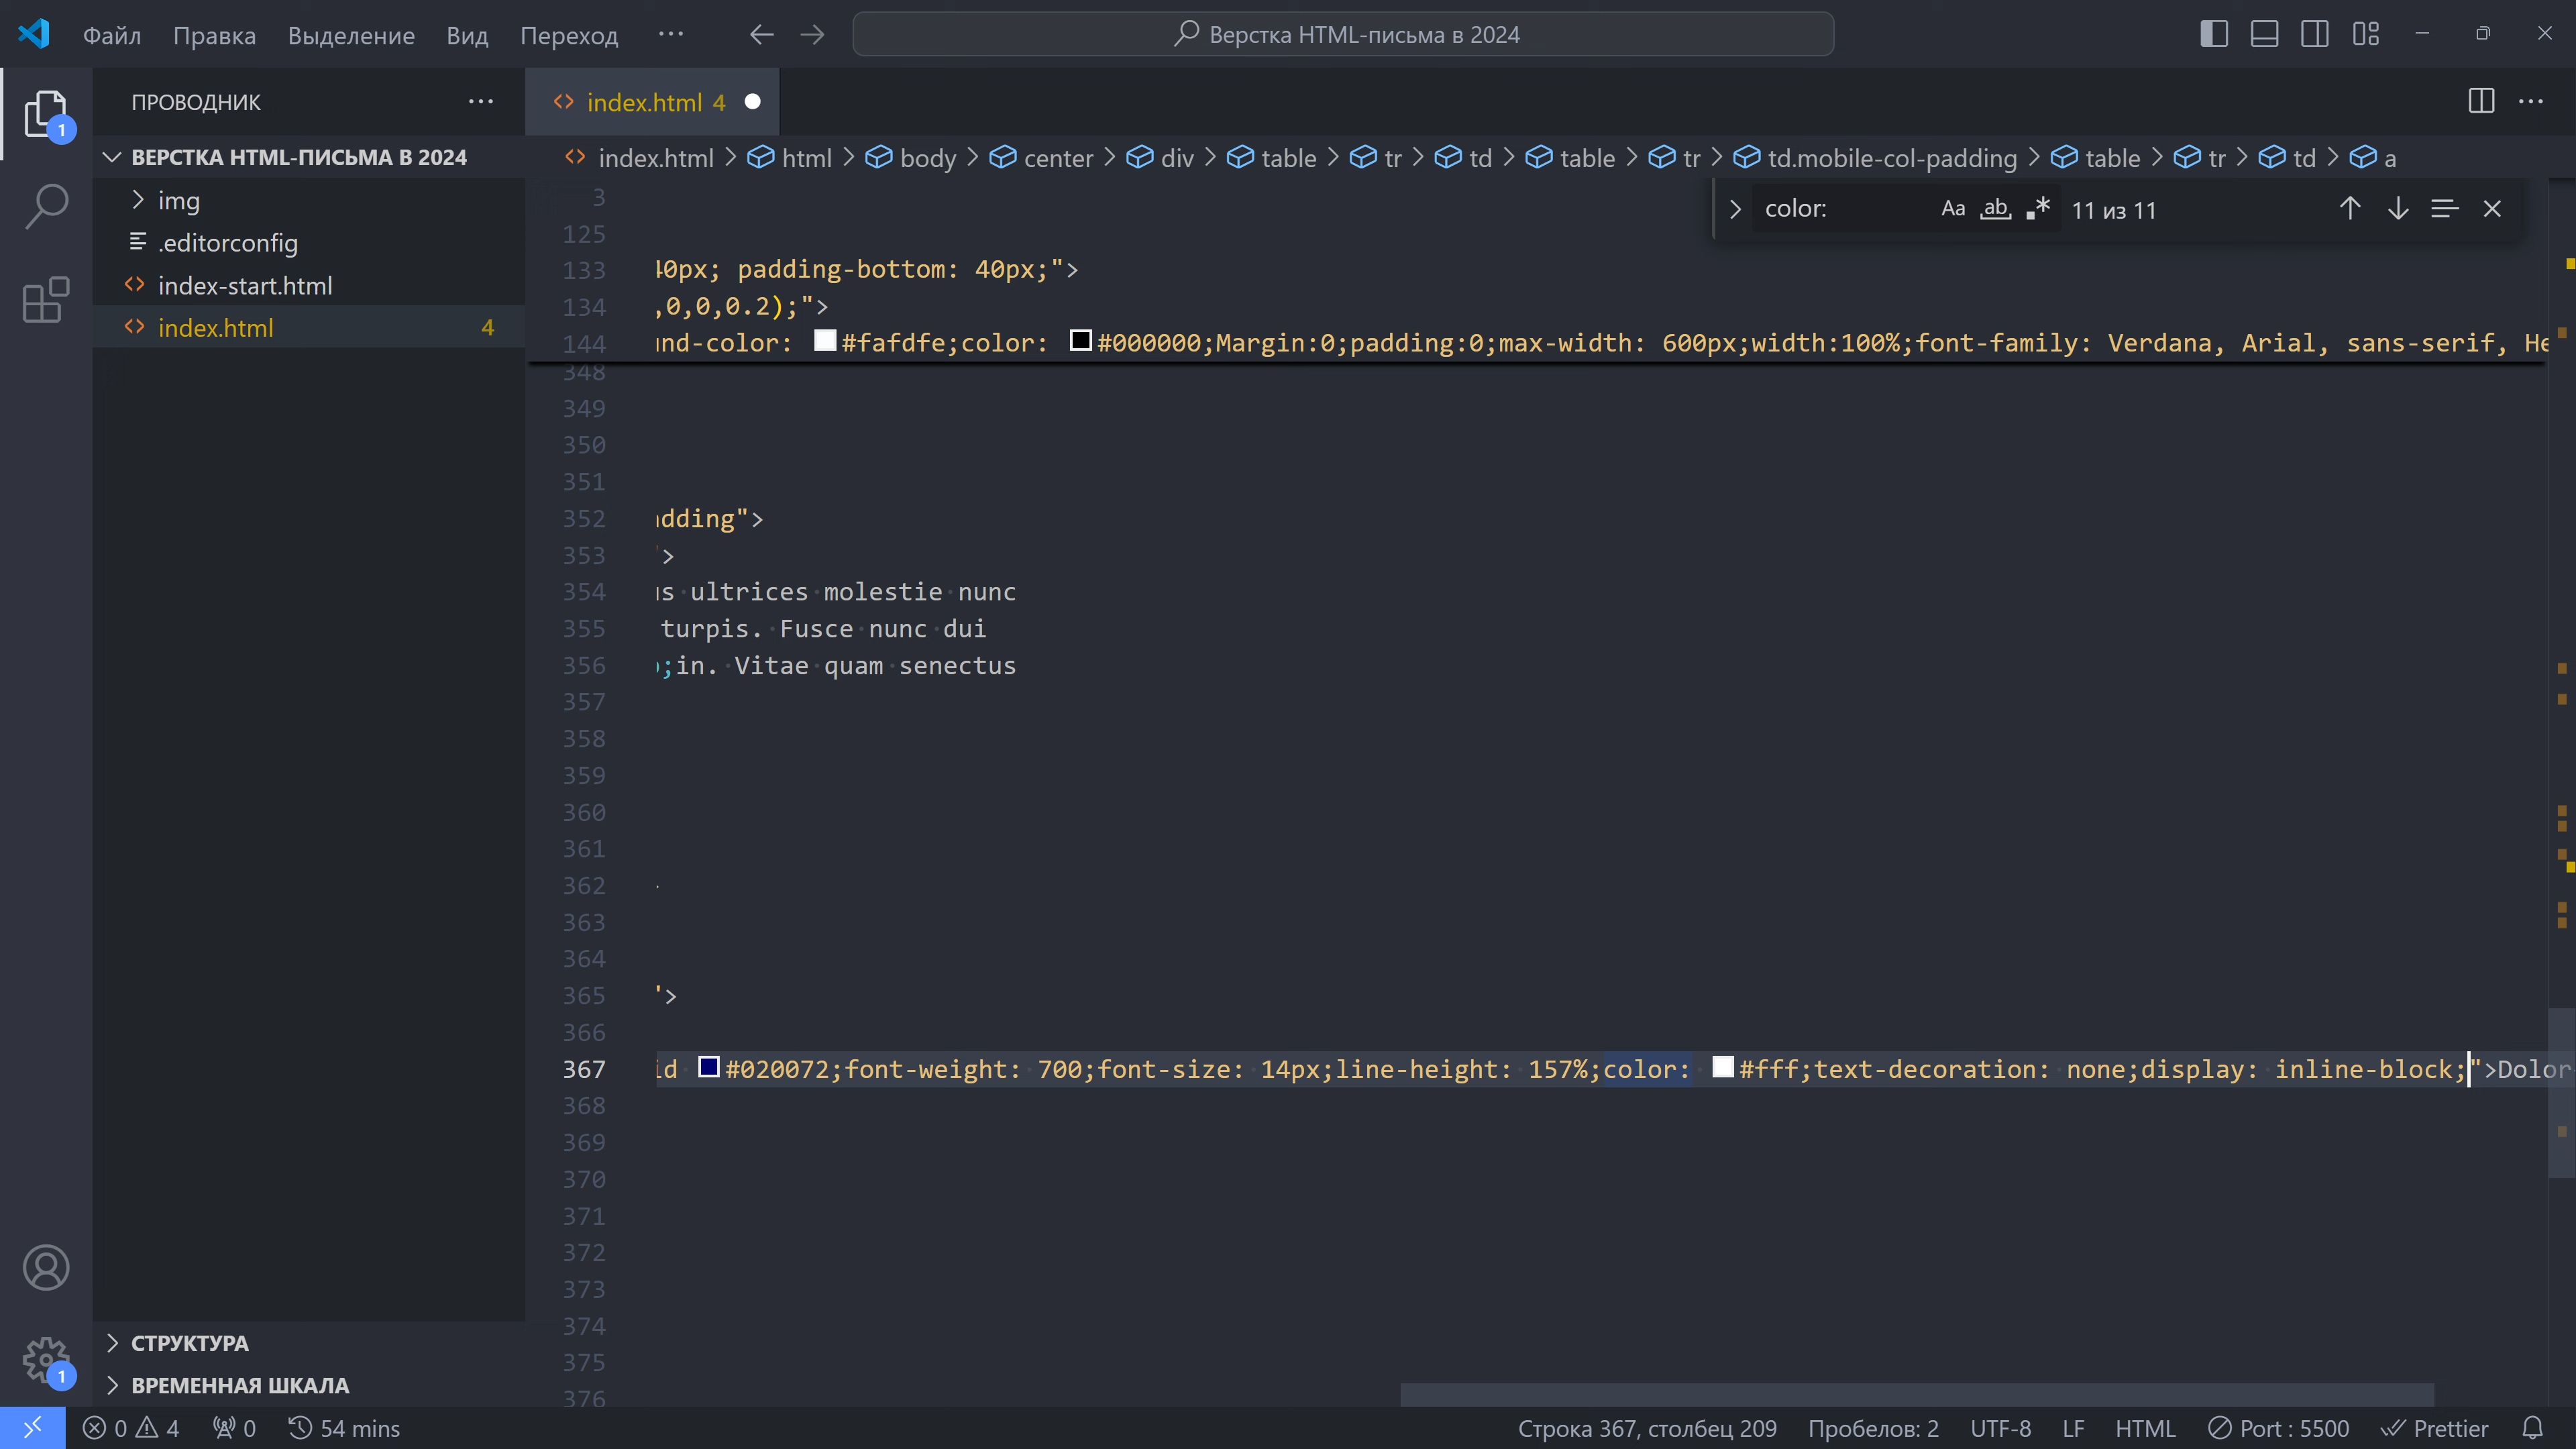 Файл Правка Выделение Вид Переход ··· Верстка HTML-письма в 2024
ПРОВОДНИК
index.html 4
ВЕРСТКА HTML-ПИСЬМА В 2024
img
.editorconfig
index-start.html
index.html 4
index.html > html > body > center > div > table > tr > td > table > tr > td.mobile-col-padding > table > tr > td > a
color: Aa ab 11 из 11
3
125
133 40px; padding-bottom: 40px;">
134 ,0,0,0.2);">
144 und-color: #fafdfe;color: #000000;Margin:0;padding:0;max-width: 600px;width:100%;font-family: Verdana, Arial, sans-serif, He
348
349
350
351
352 adding">
353 ">
354 us ultrices molestie nunc
355 turpis. Fusce nunc dui
356 ;in. Vitae quam senectus
357
358
359
360
361
362
363
364
365 ">
366
367 id #020072;font-weight: 700;font-size: 14px;line-height: 157%;color: #fff;text-decoration: none;display: inline-block;">Dolor
368
369
370
371
372
373
374
375
376
1
1
СТРУКТУРА
ВРЕМЕННАЯ ШКАЛА
0 4 0 54 mins Строка 367, столбец 209 Пробелов: 2 UTF-8 LF HTML Port : 5500 Prettier